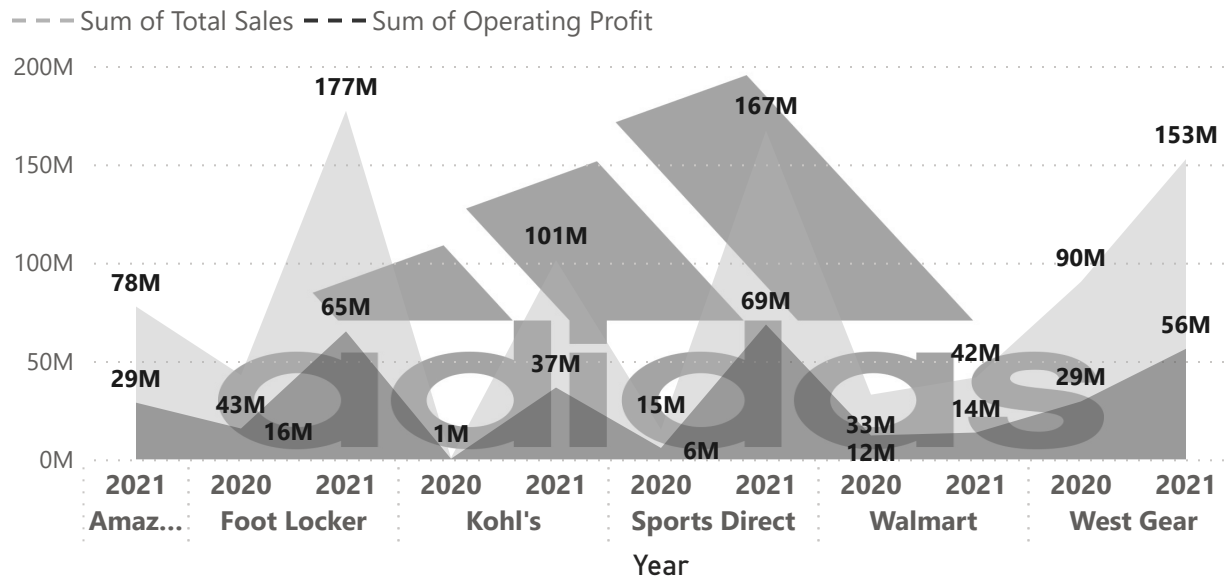 Sum of Total Sales Sum of Operating Profit
200M
177M
167M
150M
153M
101M
100M
90M
78M
65M
69M
56M
50M
42M
37M
29M
29M
43M
16M
1M
15M
6M
33M
12M
14M
0M
adidas
2021 2020 2021 2020 2021 2020 2021 2020 2021 2020 2021
Amaz... Foot Locker Kohl's Sports Direct Walmart West Gear
Year